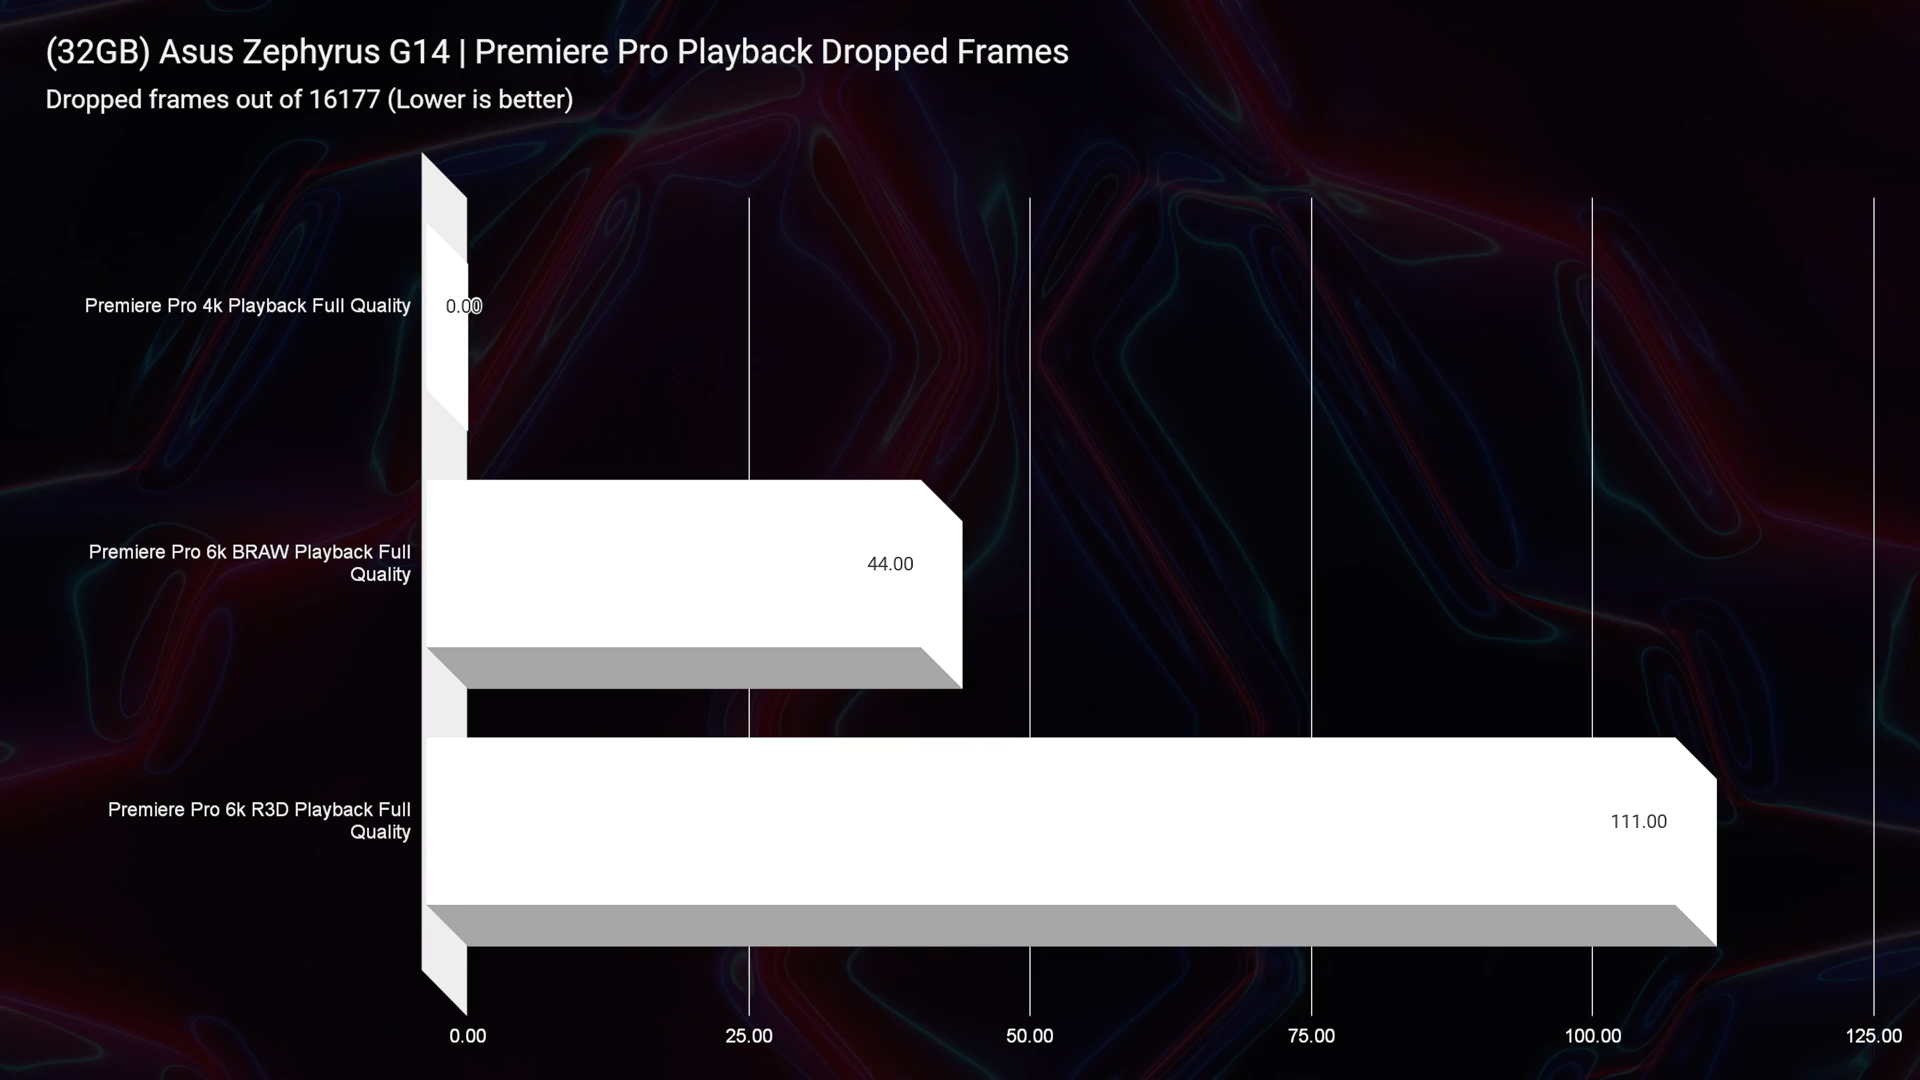 (32GB) Asus Zephyrus G14 | Premiere Pro Playback Dropped Frames
Dropped frames out of 16177 (Lower is better)
Premiere Pro 4k Playback Full Quality
0.00
Premiere Pro 6k BRAW Playback Full
Quality
44.00
Premiere Pro 6k R3D Playback Full
Quality
111.00
0.00
25.00
50.00
75.00
100.00
125.00